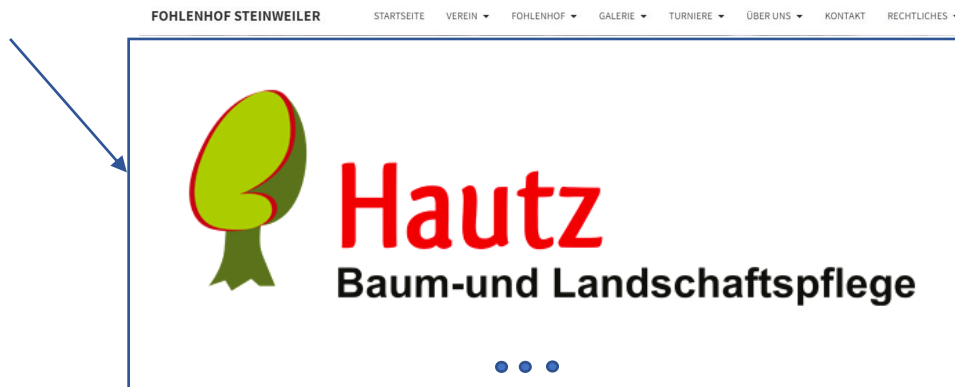 FOHLENHOF STEINWEILER STARTSEITE VEREIN FOHLENHOF GALERIE TURNIERE ÜBER UNS KONTAKT RECHTLICHES
Hautz
Baum-und Landschaftspflege